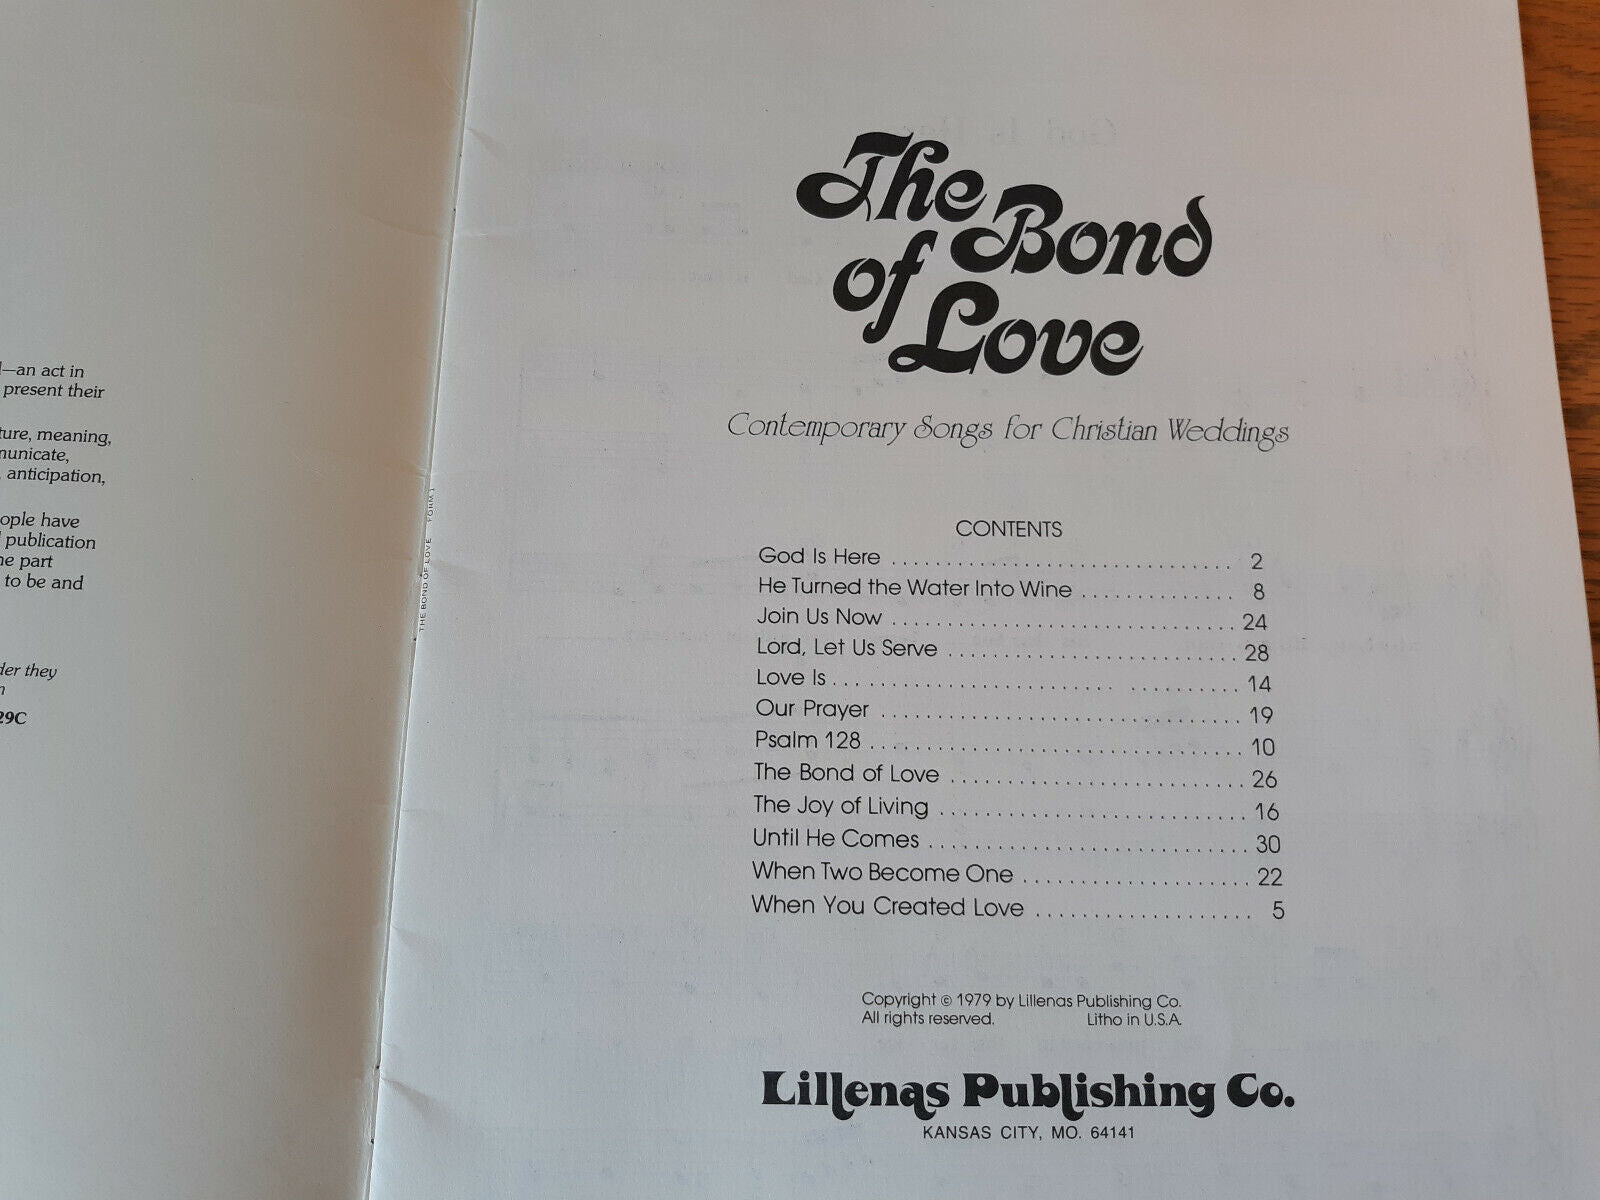 —an act in
present their
ture, meaning,
municate,
, anticipation,
ople have
publication
ne part
to be and
der they
29C
THE BOND OF LOVE FORM 1
The Bond
of Love
Contemporary Songs for Christian Weddings
CONTENTS
God Is Here ................................ 2
He Turned the Water Into Wine .............. 8
Join Us Now ................................ 24
Lord, Let Us Serve ........................... 28
Love Is .................................... 14
Our Prayer .................................. 19
Psalm 128 ................................... 10
The Bond of Love ............................ 26
The Joy of Living ............................. 16
Until He Comes .............................. 30
When Two Become One ..................... 22
When You Created Love ................... 5
Copyright © 1979 by Lillenas Publishing Co.
All rights reserved. Litho in U.S.A.
Lillenas Publishing Co.
KANSAS CITY, MO. 64141